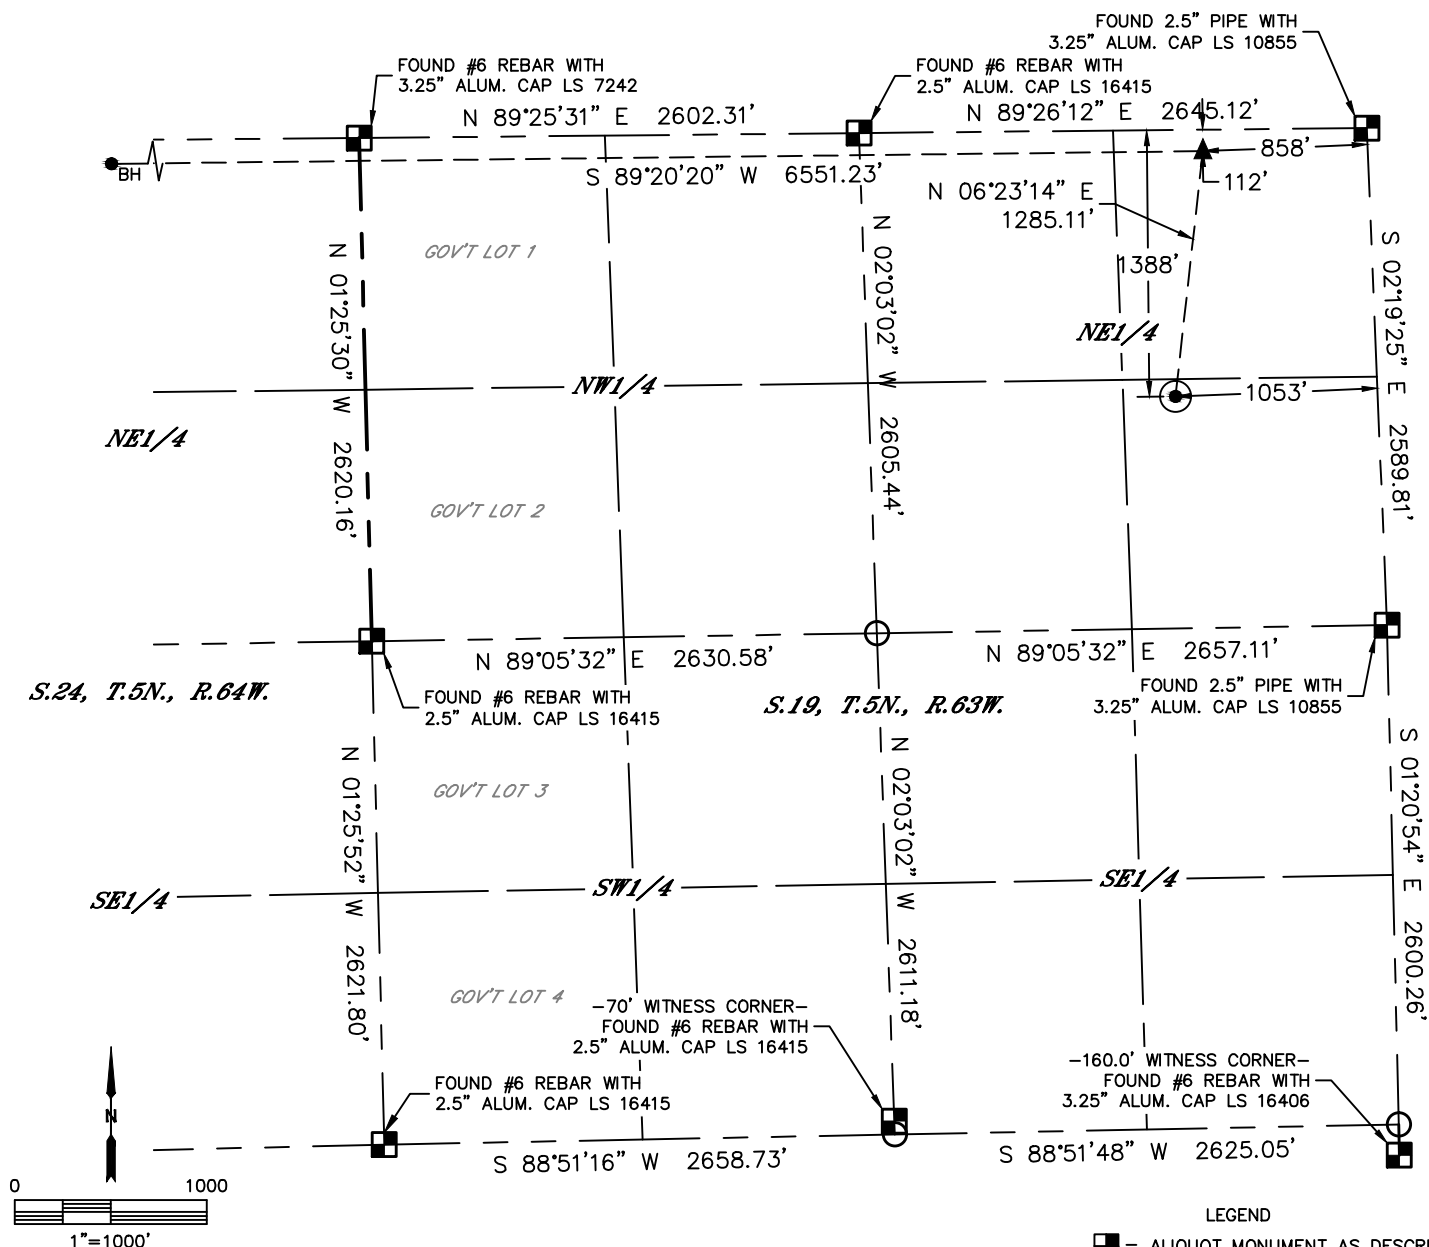 FOUND 2.5" PIPE WITH
3.25" ALUM. CAP LS 10855
FOUND #6 REBAR WITH
3.25" ALUM. CAP LS 7242
FOUND #6 REBAR WITH
2.5" ALUM. CAP LS 16415
N 89°25'31" E 2602.31'
N 89°26'12" E 2645.12'
BH
S 89°20'20" W 6551.23'
858'
112'
N 06°23'14" E
1285.11'
GOV'T LOT 1
1388'
N 01°25'30" W 2620.16'
N 02°03'02" W 2605.44'
S 02°19'25" E 2589.81'
NE1/4
NW1/4
1053'
NE1/4
GOV'T LOT 2
N 89°05'32" E 2630.58'
N 89°05'32" E 2657.11'
S.24, T.5N., R.64W.
FOUND #6 REBAR WITH
2.5" ALUM. CAP LS 16415
S.19, T.5N., R.63W.
FOUND 2.5" PIPE WITH
3.25" ALUM. CAP LS 10855
N 01°25'52" W 2621.80'
GOV'T LOT 3
N 02°03'02" W 2611.18'
S 01°20'54" E 2600.26'
SE1/4
SW1/4
SE1/4
GOV'T LOT 4
-70' WITNESS CORNER-
FOUND #6 REBAR WITH
2.5" ALUM. CAP LS 16415
-160.0' WITNESS CORNER-
FOUND #6 REBAR WITH
3.25" ALUM. CAP LS 16406
FOUND #6 REBAR WITH
2.5" ALUM. CAP LS 16415
N
S 88°51'16" W 2658.73'
S 88°51'48" W 2625.05'
0 1000
1"=1000'
LEGEND
= ALIQUOT MONUMENT AS DESCRI